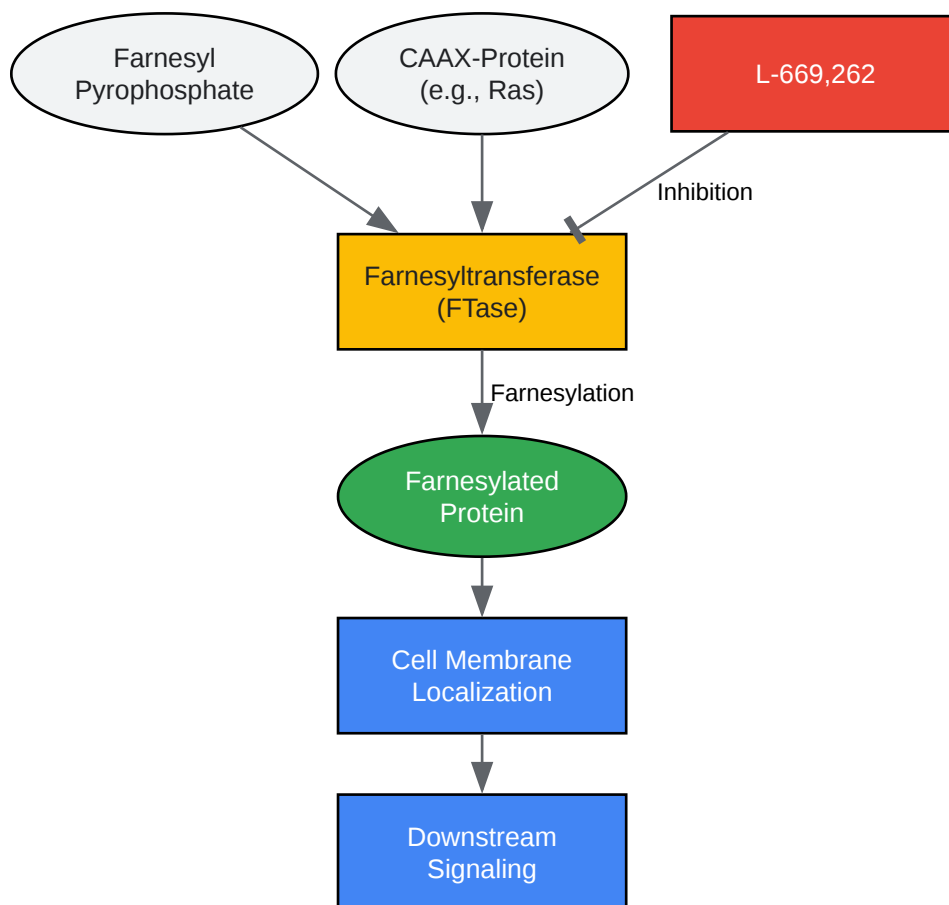 Farnesyl
Pyrophosphate
CAAX-Protein
(e.g., Ras)
L-669,262
Inhibition
Farnesyltransferase
(FTase)
Farnesylation
Farnesylated
Protein
Cell Membrane
Localization
Downstream
Signaling